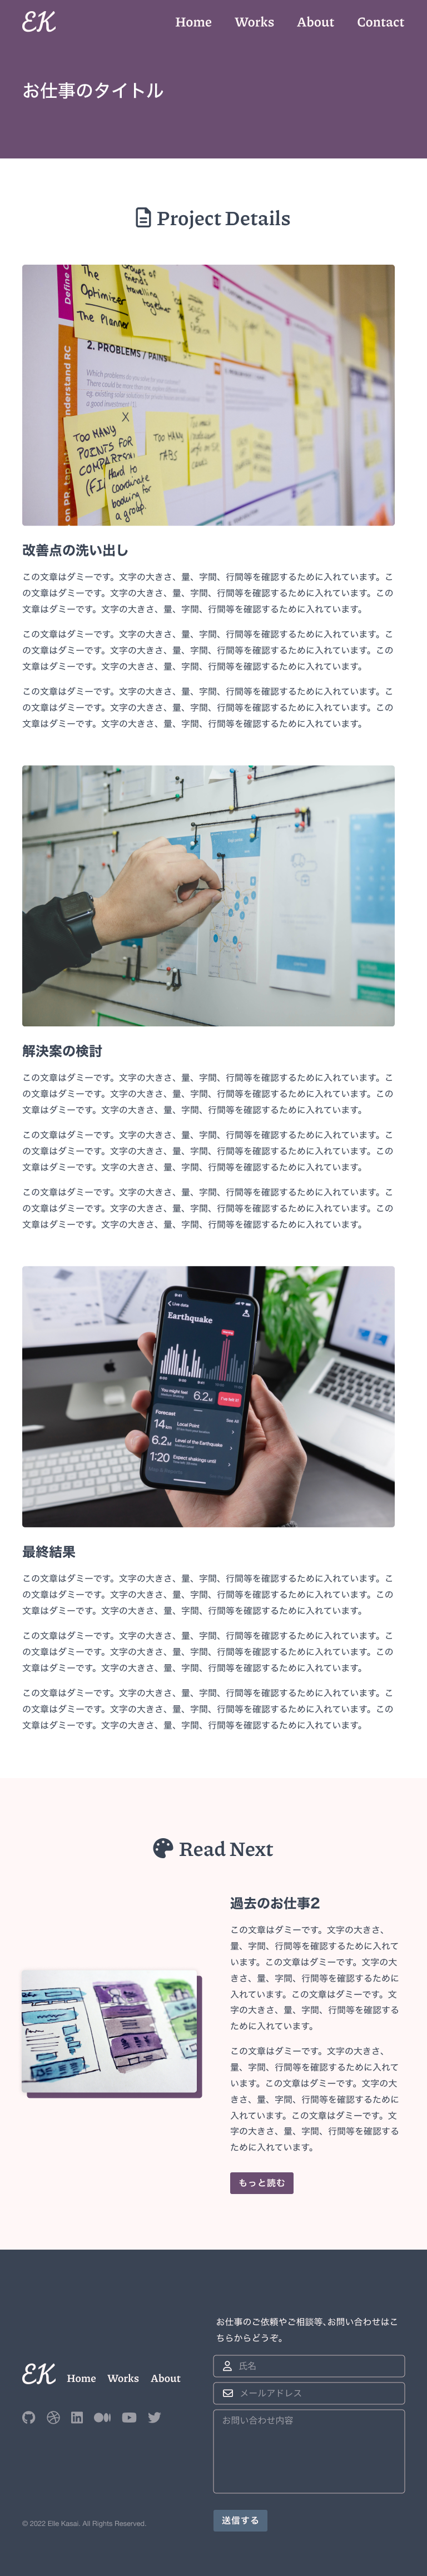 EK
Home Works About Contact
お仕事のタイトル
Project Details
Define C
understand RC
The Optimizer
The Planner
Groups of friends travelling together
2. PROBLEMS / PAINS
Which problems do you solve for your customer?
TOO MANY POINTS FOR COMPARISON
Hard to coordinate booking for a group.
改善点の洗い出し
この文章はダミーです。文字の大きさ、量、字間、行間等を確認するために入れています。こ
の文章はダミーです。文字の大きさ、量、字間、行間等を確認するために入れています。この
文章はダミーです。文字の大きさ、量、字間、行間等を確認するために入れています。
この文章はダミーです。文字の大きさ、量、字間、行間等を確認するために入れています。こ
の文章はダミーです。文字の大きさ、量、字間、行間等を確認するために入れています。この
文章はダミーです。文字の大きさ、量、字間、行間等を確認するために入れています。
この文章はダミーです。文字の大きさ、量、字間、行間等を確認するために入れています。こ
の文章はダミーです。文字の大きさ、量、字間、行間等を確認するために入れています。この
文章はダミーです。文字の大きさ、量、字間、行間等を確認するために入れています。
解決案の検討
この文章はダミーです。文字の大きさ、量、字間、行間等を確認するために入れています。こ
の文章はダミーです。文字の大きさ、量、字間、行間等を確認するために入れています。この
文章はダミーです。文字の大きさ、量、字間、行間等を確認するために入れています。
この文章はダミーです。文字の大きさ、量、字間、行間等を確認するために入れています。こ
の文章はダミーです。文字の大きさ、量、字間、行間等を確認するために入れています。この
文章はダミーです。文字の大きさ、量、字間、行間等を確認するために入れています。
この文章はダミーです。文字の大きさ、量、字間、行間等を確認するために入れています。こ
の文章はダミーです。文字の大きさ、量、字間、行間等を確認するために入れています。この
文章はダミーです。文字の大きさ、量、字間、行間等を確認するために入れています。
Live data
Earthquake
You might feel
6.2
Forecast
See All
Local Point
6.2
Level of the Earthquake
1:20
Expect shakings until
最終結果
この文章はダミーです。文字の大きさ、量、字間、行間等を確認するために入れています。こ
の文章はダミーです。文字の大きさ、量、字間、行間等を確認するために入れています。この
文章はダミーです。文字の大きさ、量、字間、行間等を確認するために入れています。
この文章はダミーです。文字の大きさ、量、字間、行間等を確認するために入れています。こ
の文章はダミーです。文字の大きさ、量、字間、行間等を確認するために入れています。この
文章はダミーです。文字の大きさ、量、字間、行間等を確認するために入れています。
この文章はダミーです。文字の大きさ、量、字間、行間等を確認するために入れています。こ
の文章はダミーです。文字の大きさ、量、字間、行間等を確認するために入れています。この
文章はダミーです。文字の大きさ、量、字間、行間等を確認するために入れています。
Read Next
過去のお仕事2
この文章はダミーです。文字の大きさ、
量、字間、行間等を確認するために入れて
います。この文章はダミーです。文字の大
きさ、量、字間、行間等を確認するために
入れています。この文章はダミーです。文
字の大きさ、量、字間、行間等を確認する
ために入れています。
この文章はダミーです。文字の大きさ、
量、字間、行間等を確認するために入れて
います。この文章はダミーです。文字の大
きさ、量、字間、行間等を確認するために
入れています。この文章はダミーです。文
字の大きさ、量、字間、行間等を確認する
ために入れています。
もっと読む
EK
Home Works About
© 2022 Elle Kasai. All Rights Reserved.
お仕事のご依頼やご相談等、お問い合わせはこ
ちらからどうぞ。
氏名
メールアドレス
お問い合わせ内容
送信する